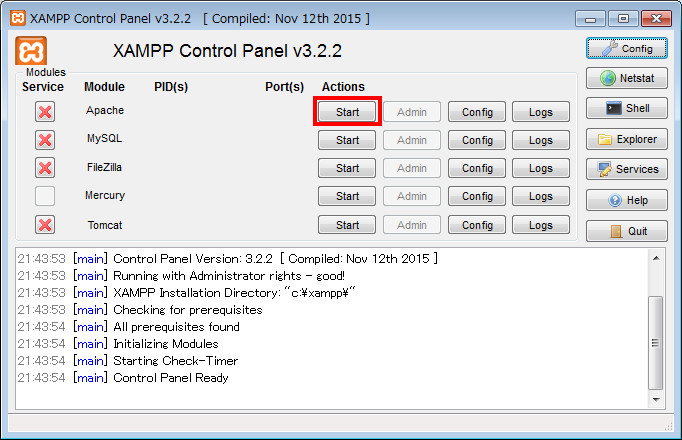 XAMPP Control Panel v3.2.2 [ Compiled: Nov 12th 2015 ]
XAMPP Control Panel v3.2.2
Config
Modules
Service Module PID(s) Port(s) Actions
Netstat
Apache Start Admin Config Logs
Shell
MySQL Start Admin Config Logs
Explorer
FileZilla Start Admin Config Logs
Services
Mercury Start Admin Config Logs
Help
Tomcat Start Admin Config Logs
Quit
21:43:53 [main] Control Panel Version: 3.2.2 [ Compiled: Nov 12th 2015 ]
21:43:53 [main] Running with Administrator rights - good!
21:43:53 [main] XAMPP Installation Directory: "c:¥xampp¥"
21:43:53 [main] Checking for prerequisites
21:43:54 [main] All prerequisites found
21:43:54 [main] Initializing Modules
21:43:54 [main] Starting Check-Timer
21:43:54 [main] Control Panel Ready